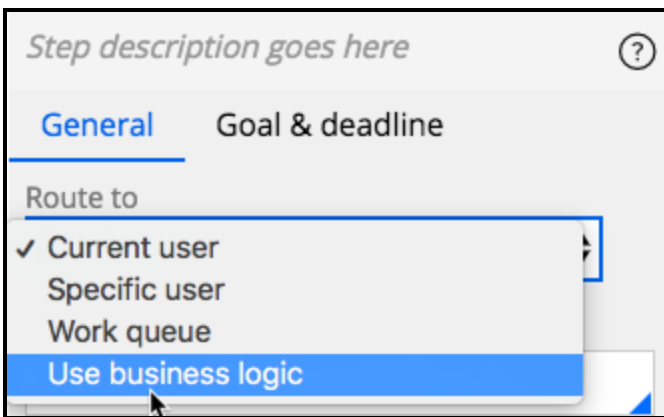 Step description goes here
?
General Goal & deadline
Route to
✓ Current user
Specific user
Work queue
Use business logic